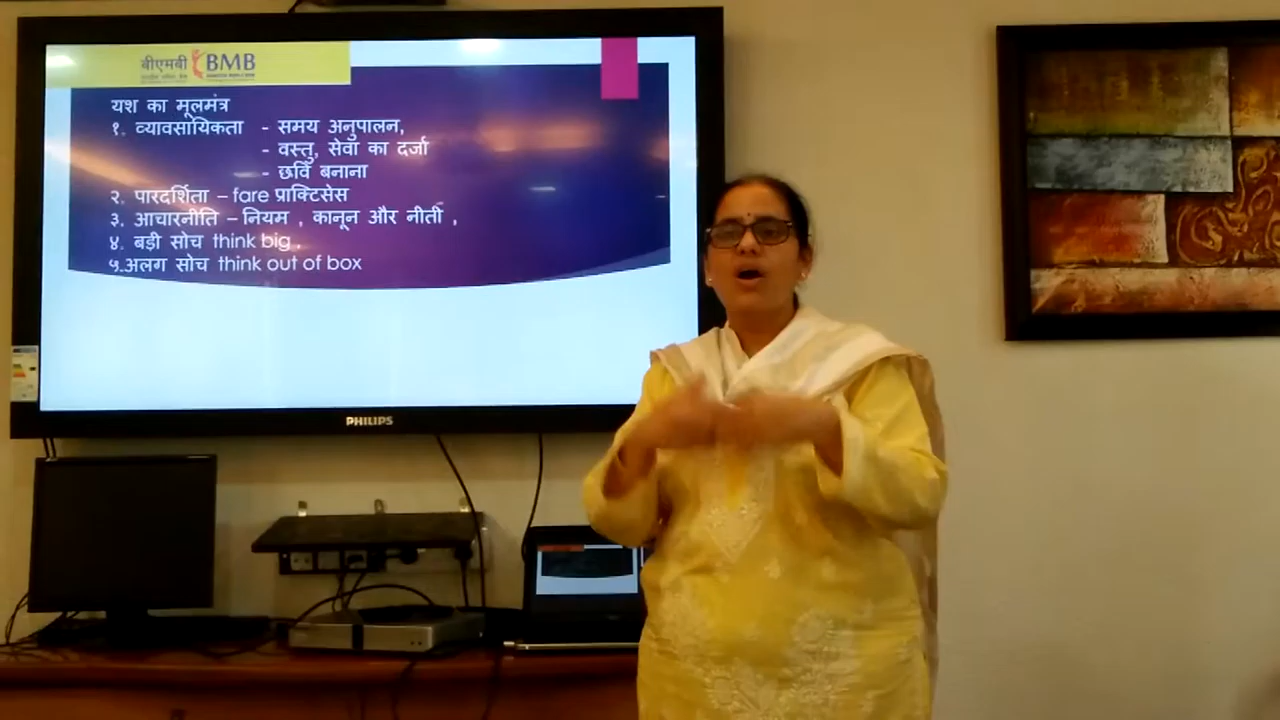 बीएमबी BMB
यश का मूलमंत्र
१. व्यावसायिकता - समय अनुपालन,
- वस्तु, सेवा का दर्जा
- छवि बनाना
२. पारदर्शिता – fare प्राक्टिसेस
३. आचारनीति – नियम , कानून और नीती ,
४. बड़ी सोच think big .
५.अलग सोच think out of box
PHILIPS